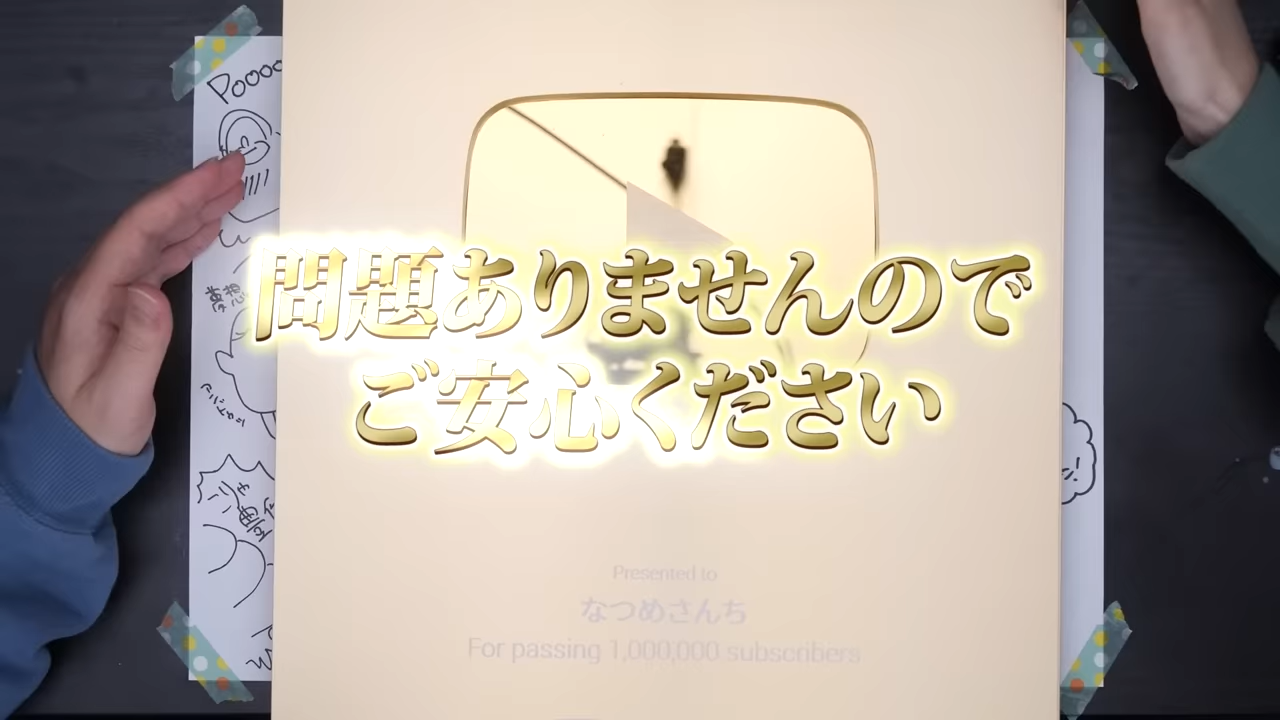 Poooo
問題ありませんので
ご安心ください
Presented to
なつめさんち
For passing 1,000,000 subscribers